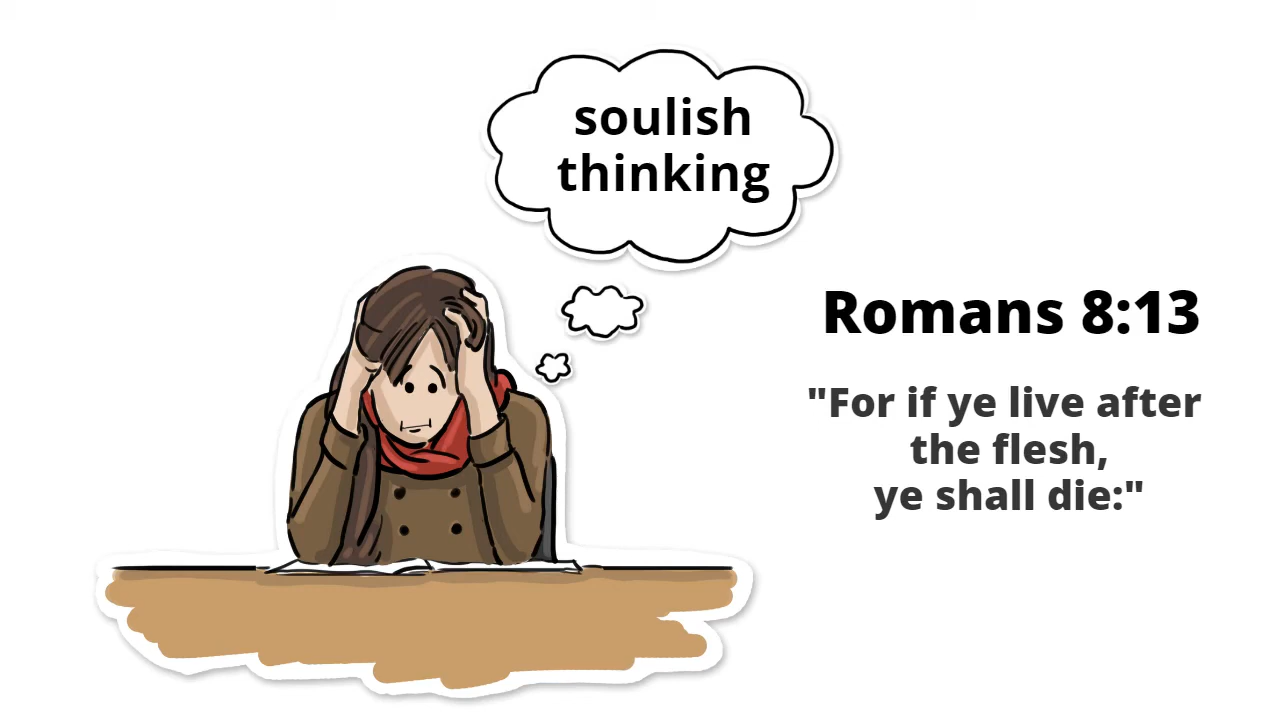 soulish
thinking
Romans 8:13
"For if ye live after
the flesh,
ye shall die:"